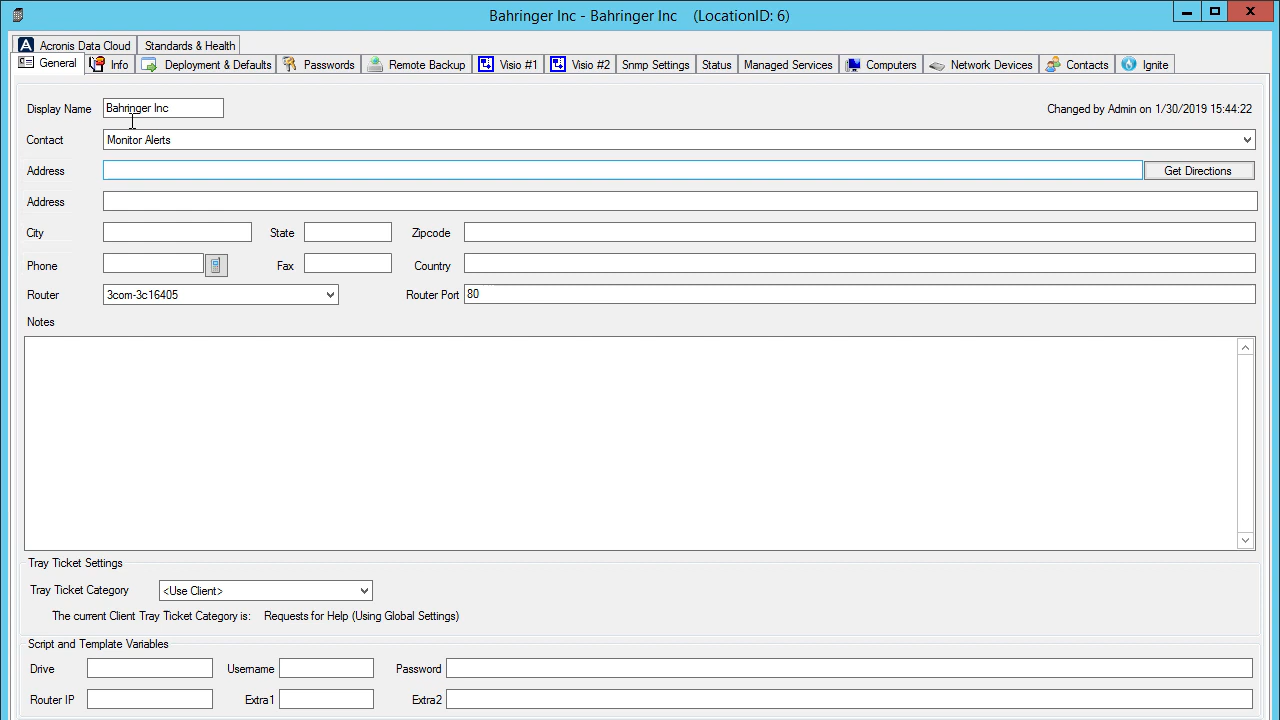 Bahringer Inc - Bahringer Inc (LocationID: 6)
Acronis Data Cloud Standards & Health
General Info Deployment & Defaults Passwords Remote Backup Visio #1 Visio #2 Snmp Settings Status Managed Services Computers Network Devices Contacts Ignite
Display Name Bahringer Inc Changed by Admin on 1/30/2019 15:44:22
Contact Monitor Alerts
Address Get Directions
Address
City State Zipcode
Phone Fax Country
Router 3com-3c16405 Router Port 80
Notes
Tray Ticket Settings
Tray Ticket Category <Use Client>
The current Client Tray Ticket Category is: Requests for Help (Using Global Settings)
Script and Template Variables
Drive Username Password
Router IP Extra1 Extra2